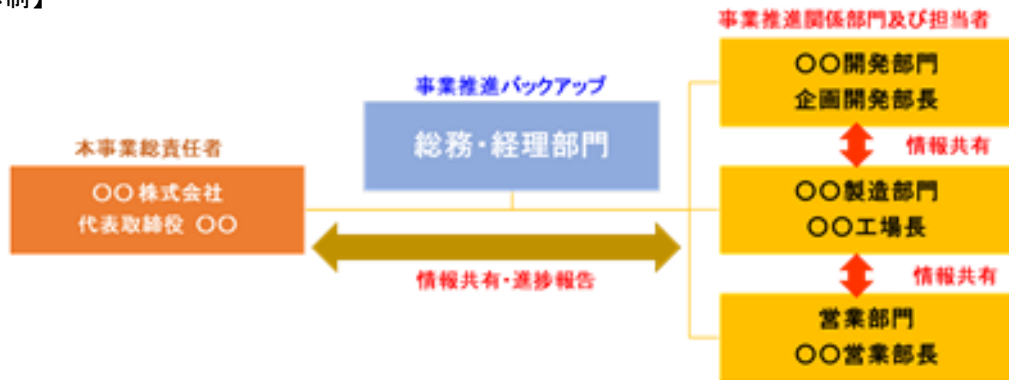 制】
事業推進関係部門及び担当者
〇〇開発部門
企画開発部長
事業推進バックアップ
総務・経理部門
情報共有
本事業総責任者
〇〇株式会社
代表取締役 〇〇
〇〇製造部門
〇〇工場長
情報共有・進捗報告
情報共有
営業部門
〇〇営業部長